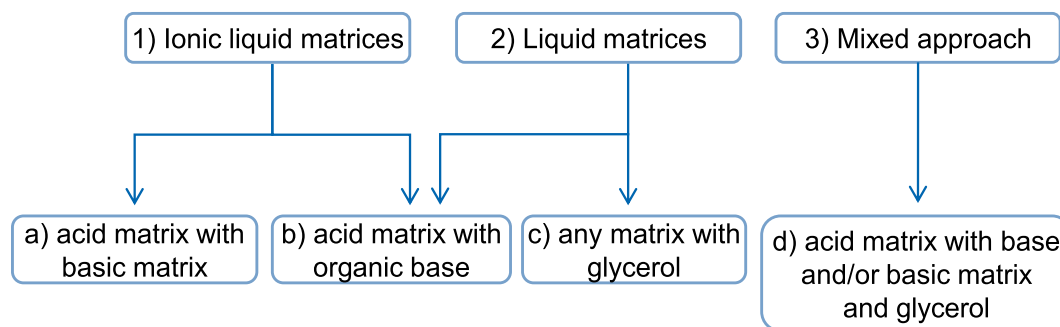 1) Ionic liquid matrices
2) Liquid matrices
3) Mixed approach
a) acid matrix with
basic matrix
b) acid matrix with
organic base
c) any matrix with
glycerol
d) acid matrix with base
and/or basic matrix
and glycerol